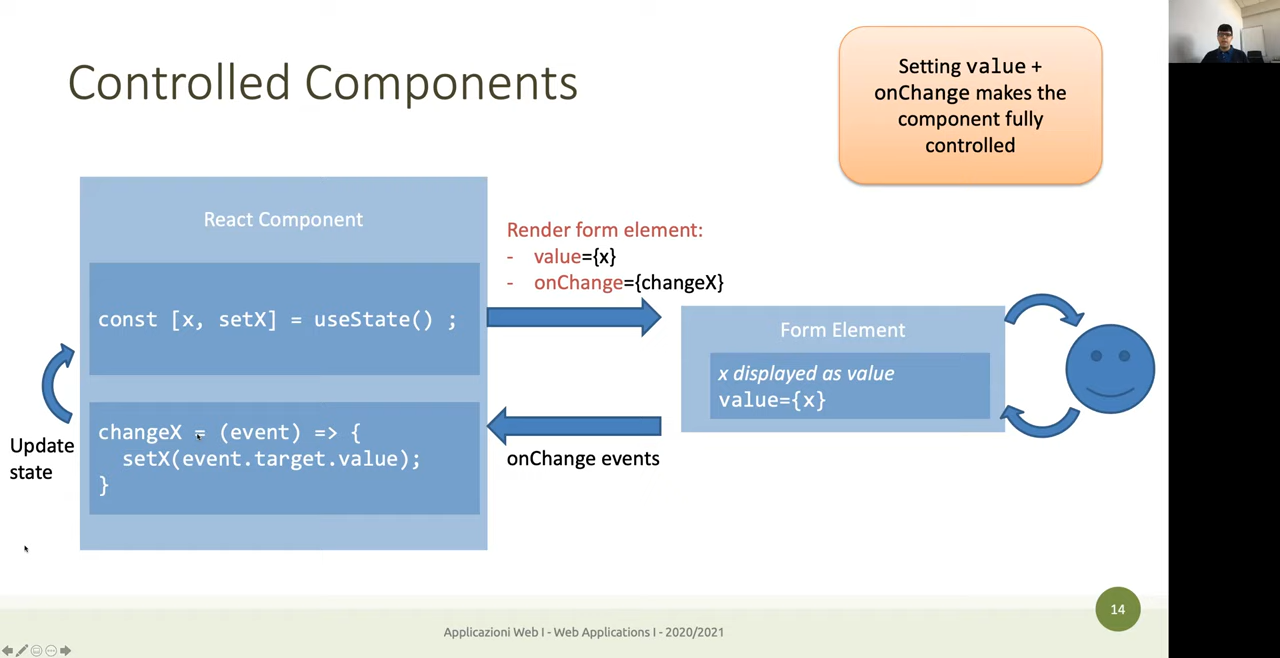 Controlled Components
Setting value +
onChange makes the
component fully
controlled
React Component
const [x, setX] = useState() ;
Render form element:
- value={x}
- onChange={changeX}
Form Element
x displayed as value
value={x}
Update
state
changeX = (event) => {
setX(event.target.value);
}
onChange events
14
Applicazioni Web I - Web Applications I - 2020/2021